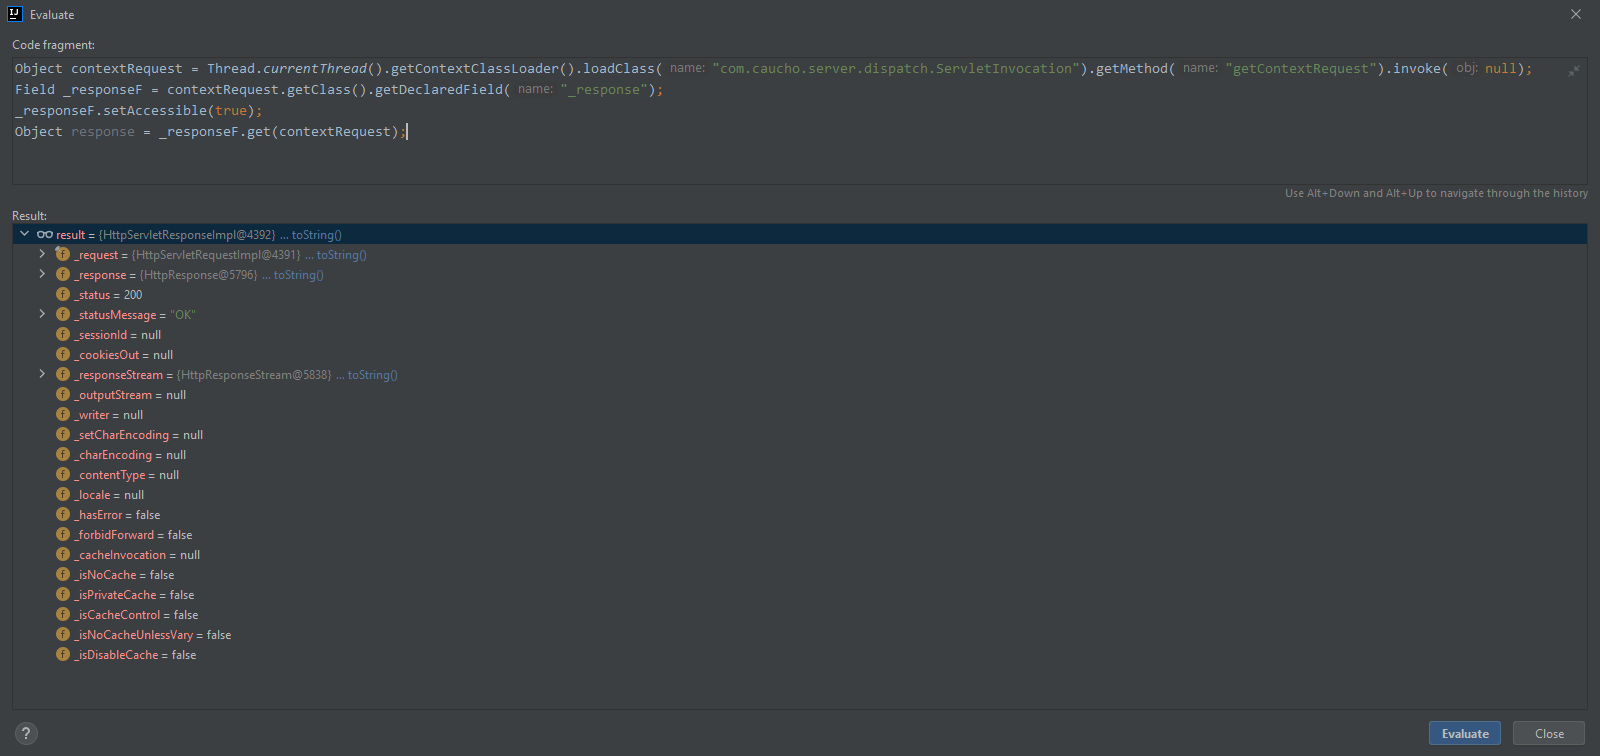 IJ Evaluate
Code fragment:
Object contextRequest = Thread.currentThread().getContextClassLoader().loadClass( name: "com.caucho.server.dispatch.ServletInvocation").getMethod( name: "getContextRequest").invoke( obj: null);
Field _responseF = contextRequest.getClass().getDeclaredField( name: "_response");
_responseF.setAccessible(true);
Object response = _responseF.get(contextRequest);
Use Alt+Down and Alt+Up to navigate through the history
Result:
result = {HttpServletResponseImpl@4392} ... toString()
f _request = {HttpServletRequestImpl@4391} ... toString()
f _response = {HttpResponse@5796} ... toString()
f _status = 200
f _statusMessage = "OK"
f _sessionId = null
f _cookiesOut = null
f _responseStream = {HttpResponseStream@5838} ... toString()
f _outputStream = null
f _writer = null
f _setCharEncoding = null
f _charEncoding = null
f _contentType = null
f _locale = null
f _hasError = false
f _forbidForward = false
f _cacheInvocation = null
f _isNoCache = false
f _isPrivateCache = false
f _isCacheControl = false
f _isNoCacheUnlessVary = false
f _isDisableCache = false
? Evaluate Close